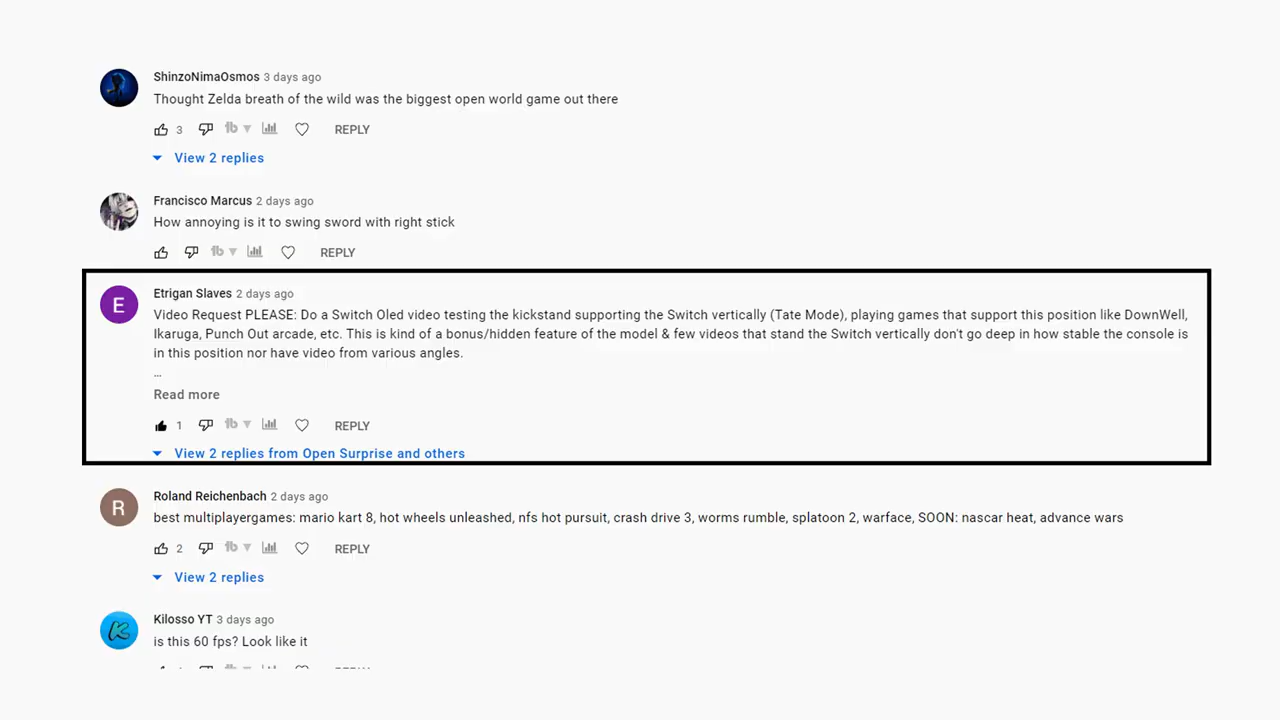 ShinzoNimaOsmos 3 days ago
Thought Zelda breath of the wild was the biggest open world game out there
3 REPLY
View 2 replies
Francisco Marcus 2 days ago
How annoying is it to swing sword with right stick
REPLY
E
Etrigan Slaves 2 days ago
Video Request PLEASE: Do a Switch Oled video testing the kickstand supporting the Switch vertically (Tate Mode), playing games that support this position like DownWell,
Ikaruga, Punch Out arcade, etc. This is kind of a bonus/hidden feature of the model & few videos that stand the Switch vertically don't go deep in how stable the console is
in this position nor have video from various angles.
...
Read more
1 REPLY
View 2 replies from Open Surprise and others
R
Roland Reichenbach 2 days ago
best multiplayergames: mario kart 8, hot wheels unleashed, nfs hot pursuit, crash drive 3, worms rumble, splatoon 2, warface, SOON: nascar heat, advance wars
2 REPLY
View 2 replies
Kilosso YT 3 days ago
is this 60 fps? Look like it